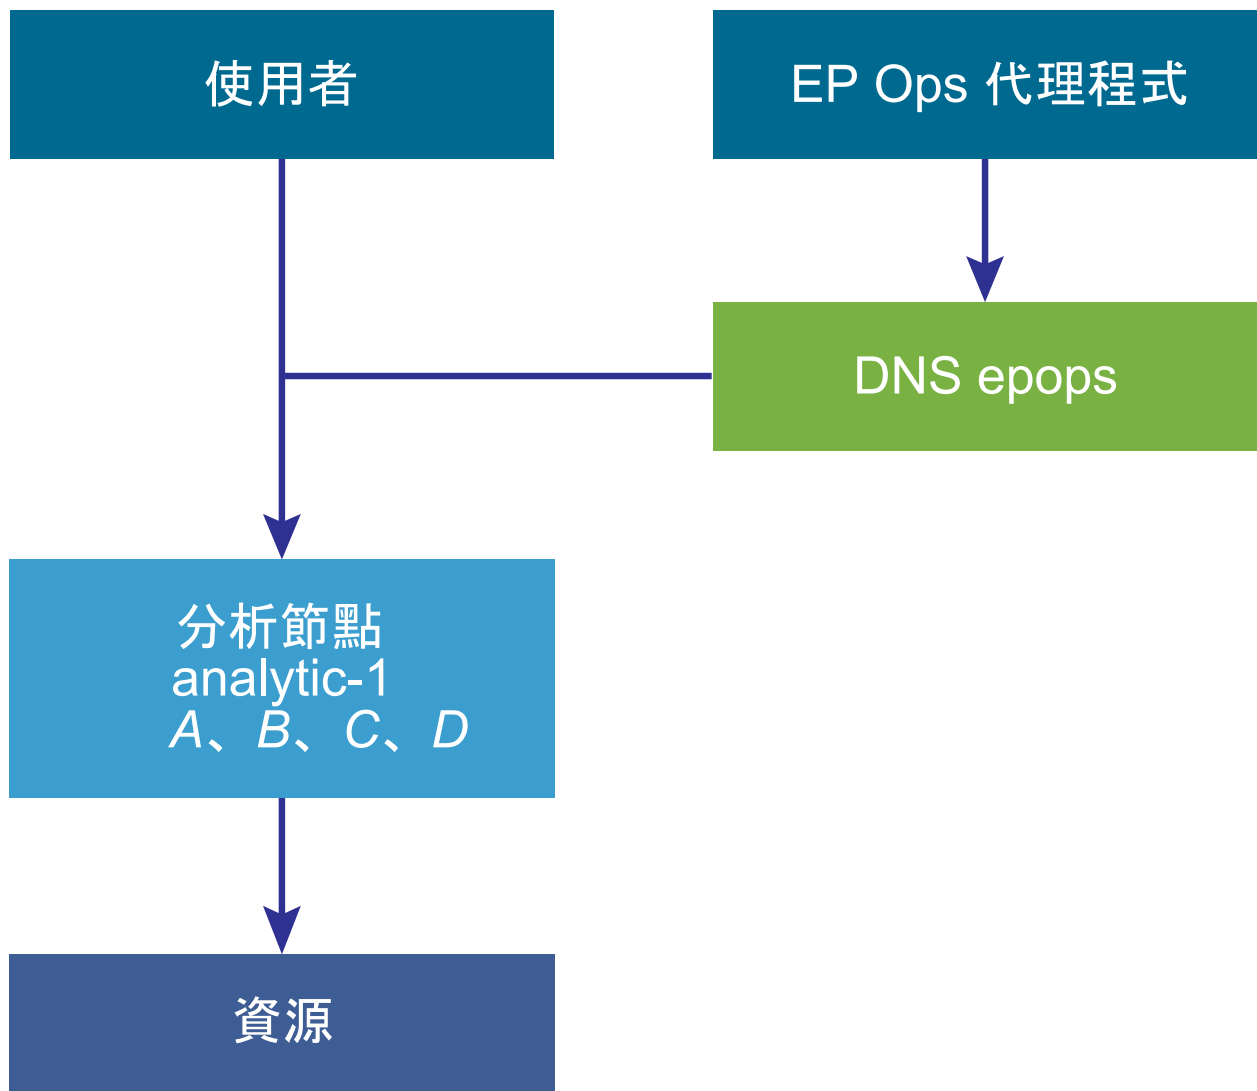 使用者
EP Ops 代理程式
DNS epops
分析節點
analytic-1
A、B、C、D
資源